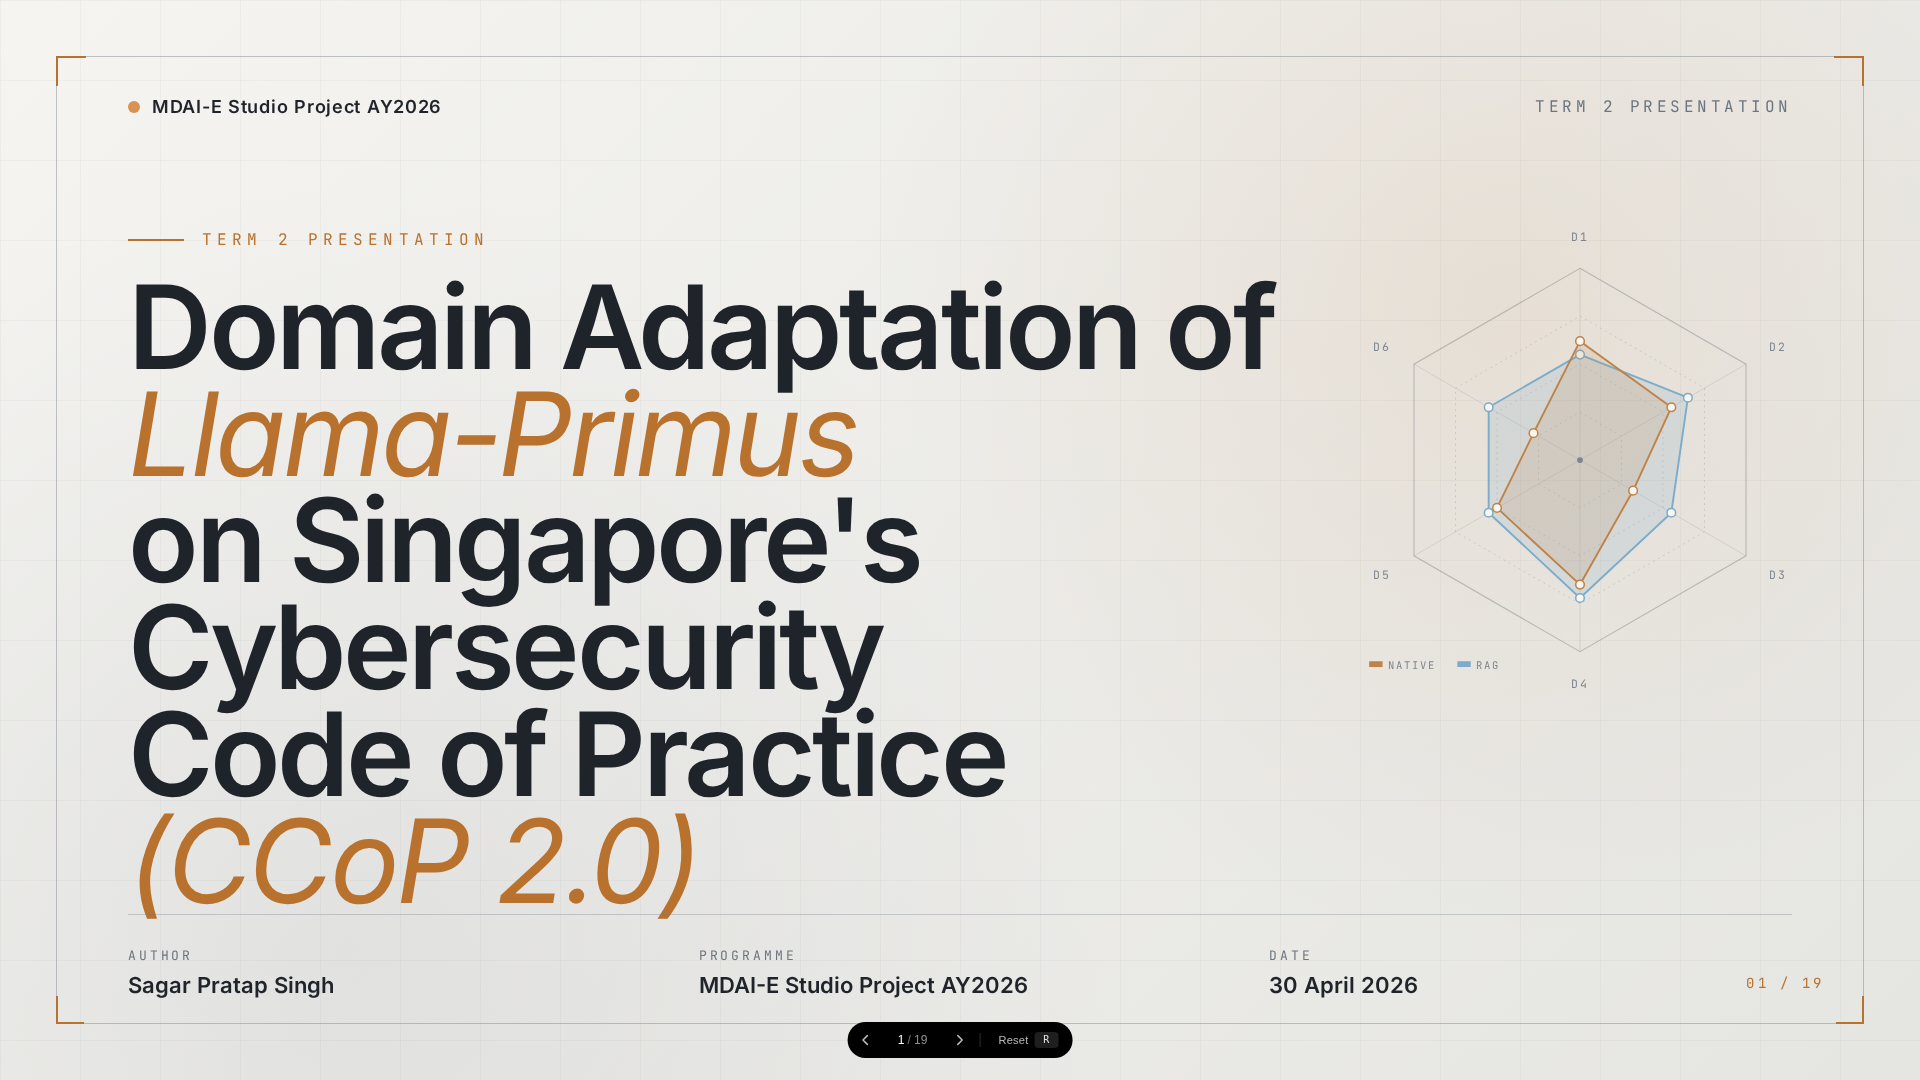 MDAI-E Studio Project AY2026
TERM 2 PRESENTATION
TERM 2 PRESENTATION
Domain Adaptation of
Llama-Primus
on Singapore's
Cybersecurity
Code of Practice
(CCoP 2.0)
D1
D2
D3
D4
D5
D6
NATIVE
RAG
AUTHOR
Sagar Pratap Singh
PROGRAMME
MDAI-E Studio Project AY2026
DATE
30 April 2026
01 / 19
1 / 19
Reset R